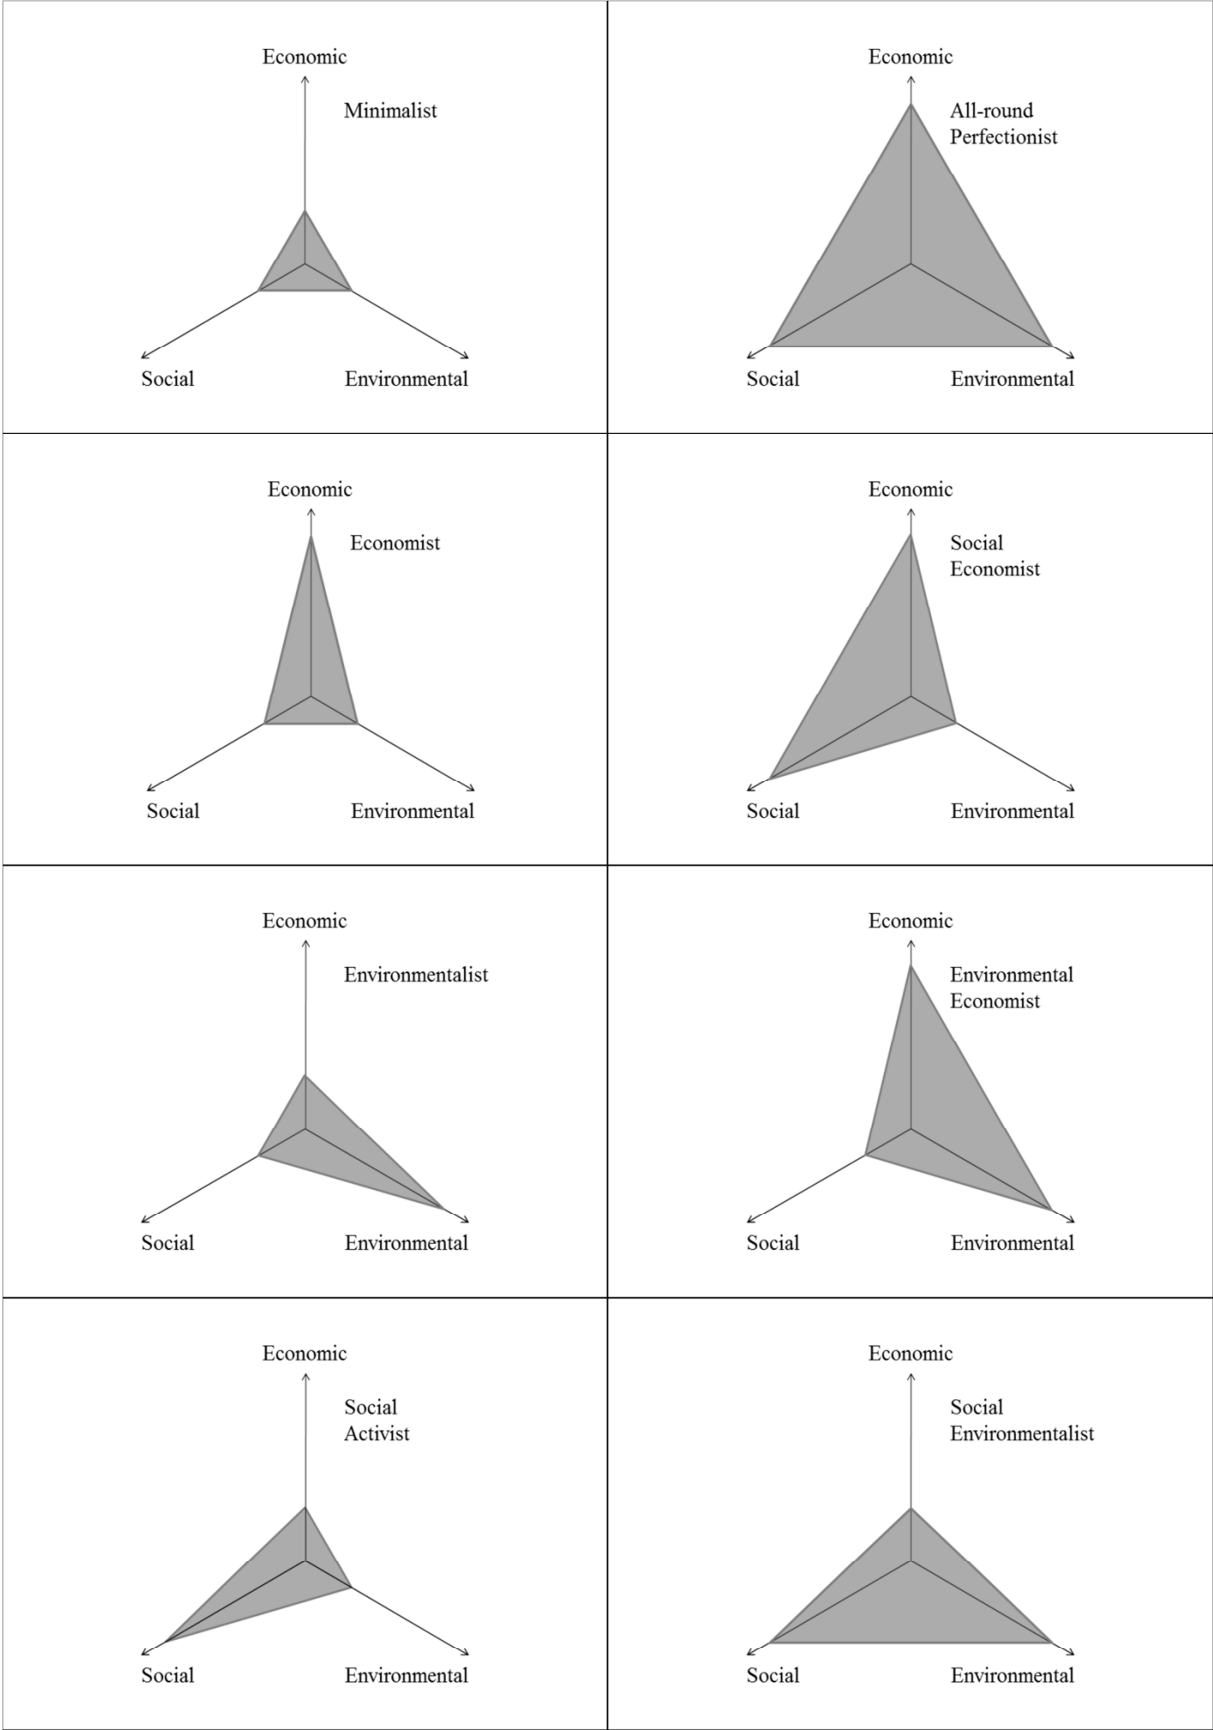 Economic
Minimalist
Social
Environmental
Economic
All-round
Perfectionist
Social
Environmental
Economic
Economist
Social
Environmental
Economic
Social
Economist
Social
Environmental
Economic
Environmentalist
Social
Environmental
Economic
Environmental
Economist
Social
Environmental
Economic
Social
Activist
Social
Environmental
Economic
Social
Environmentalist
Social
Environmental